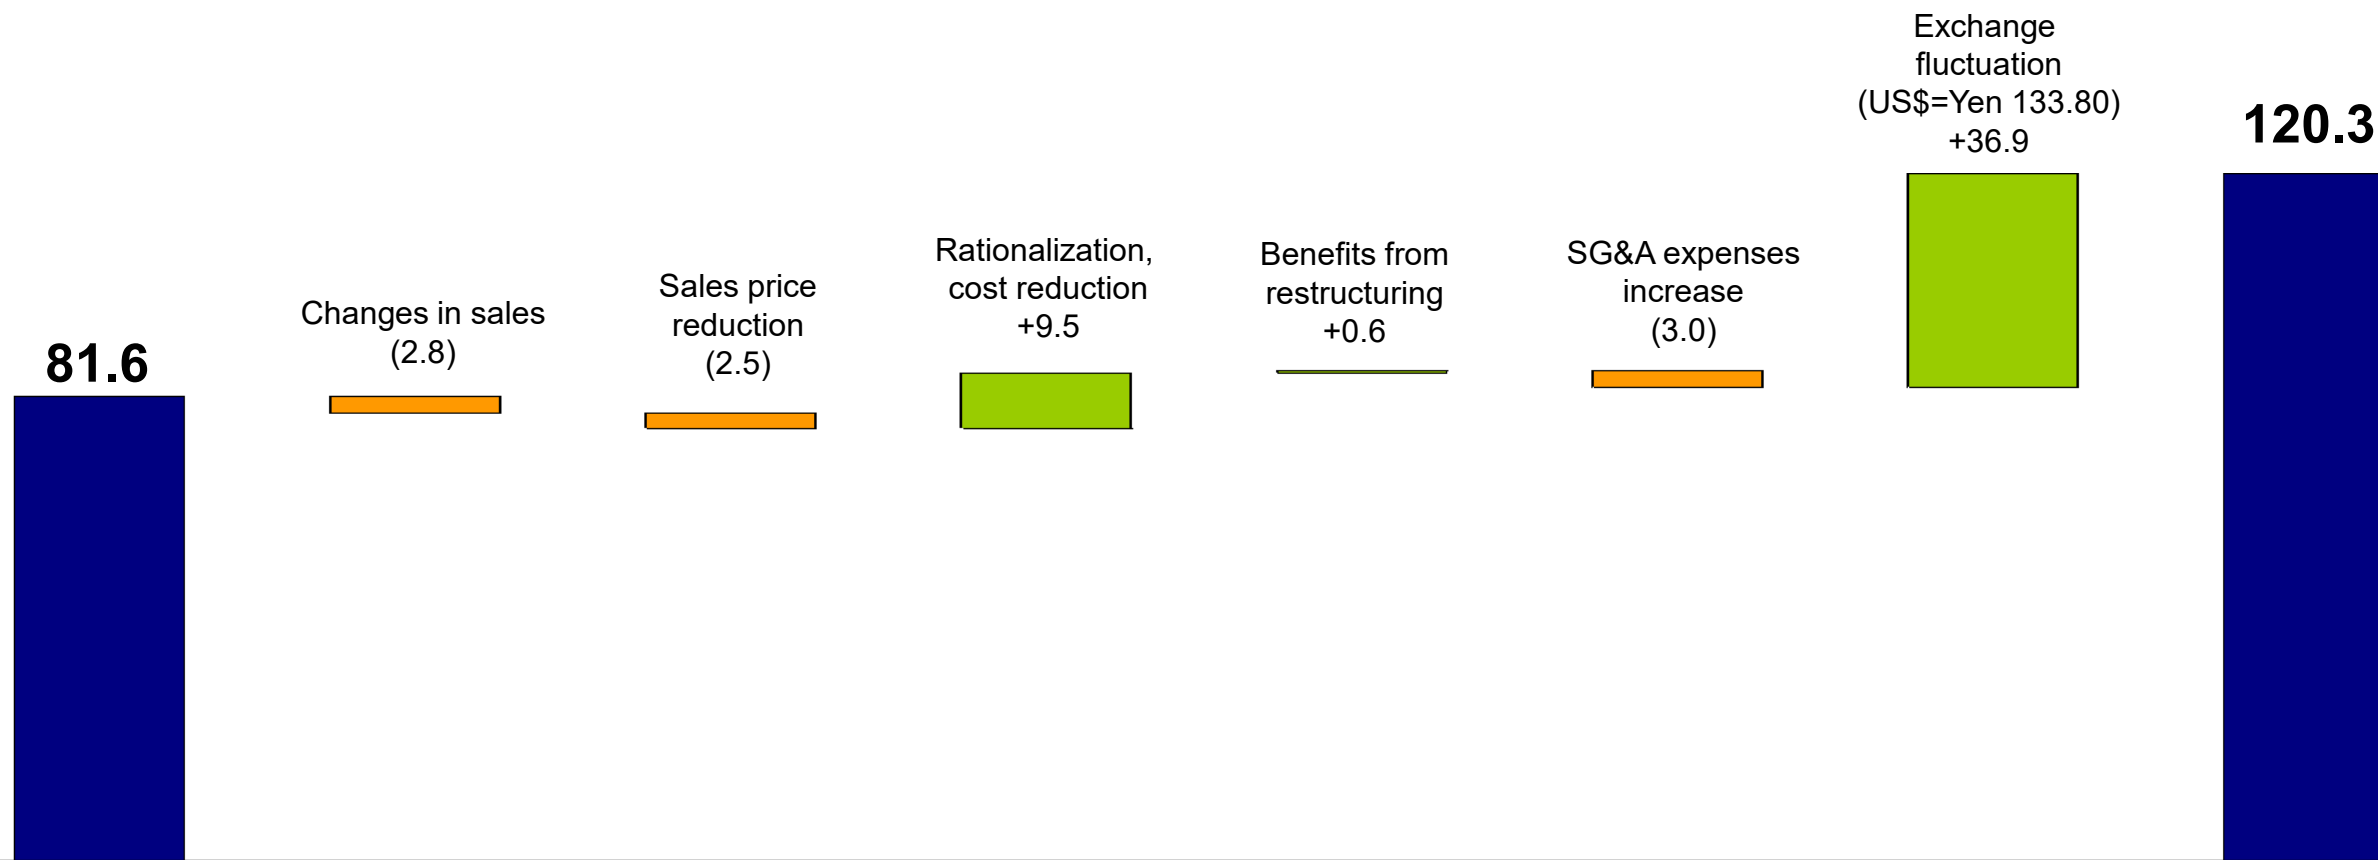 81.6
Changes in sales
(2.8)
Sales price
reduction
(2.5)
Rationalization,
cost reduction
+9.5
Benefits from
restructuring
+0.6
SG&A expenses
increase
(3.0)
Exchange
fluctuation
(US$=Yen 133.80)
+36.9
120.3